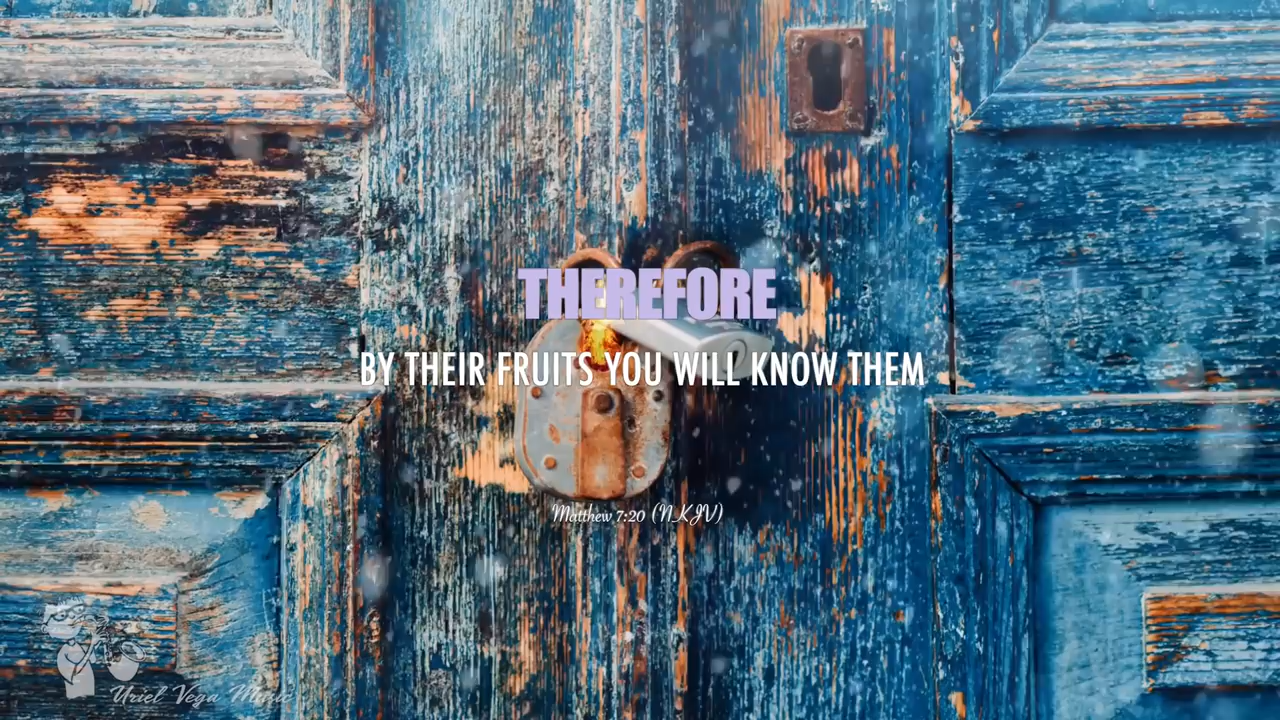 THEREFORE
BY THEIR FRUITS YOU WILL KNOW THEM
Matthew 7:20 (NKJV)
Uriel Vega Music